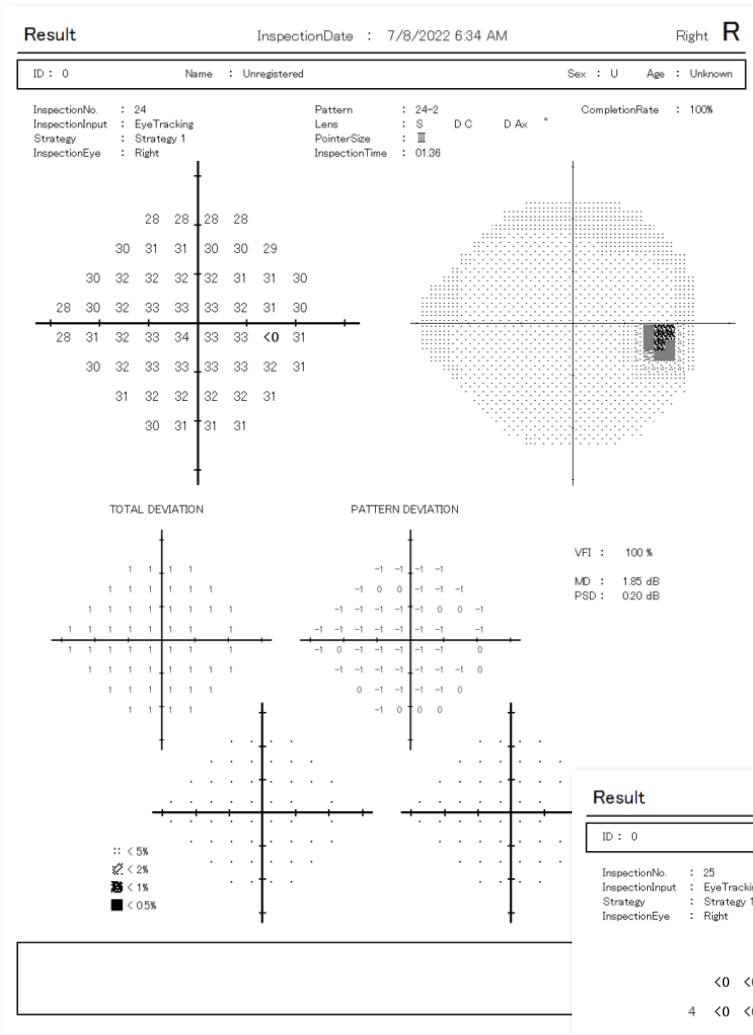 Result InspectionDate : 7/8/2022 6:34 AM Right R
ID : 0 Name : Unregistered Sex : U Age : Unknown
InspectionNo. : 24 Pattern : 24-2 CompletionRate : 100%
InspectionInput : EyeTracking Lens : S D C D Ax °
Strategy : Strategy 1 PointerSize : Ⅲ
InspectionEye : Right InspectionTime : 01:36
28 28 28 28
30 31 31 30 30 29
30 32 32 32 32 31 31 30
28 30 32 33 33 33 32 31 30
28 31 32 33 34 33 33 <0 31
30 32 33 33 33 33 32 31
31 32 32 32 32 31
30 31 31 31
TOTAL DEVIATION PATTERN DEVIATION
1 1 1 1 -1 -1 -1 -1
1 1 1 1 1 1 -1 0 0 -1 -1 -1
1 1 1 1 1 1 1 1 -1 -1 -1 -1 -1 0 0 -1
1 1 1 1 1 1 1 1 -1 -1 -1 -1 -1 -1 -1 -1
1 1 1 1 1 1 1 1 -1 0 -1 -1 -1 -1 -1 0
1 1 1 1 1 1 1 1 -1 -1 -1 -1 -1 -1 -1 0
1 1 1 1 1 1 0 -1 -1 -1 -1 0
1 1 1 1 -1 0 0 0
VFI : 100 %
MD : 1.85 dB
PSD : 0.20 dB
< 5%
< 2%
< 1%
< 0.5%
Result
ID : 0
InspectionNo. : 25
InspectionInput : EyeTracki
Strategy : Strategy 1
InspectionEye : Right
<0 <
4 <0 <